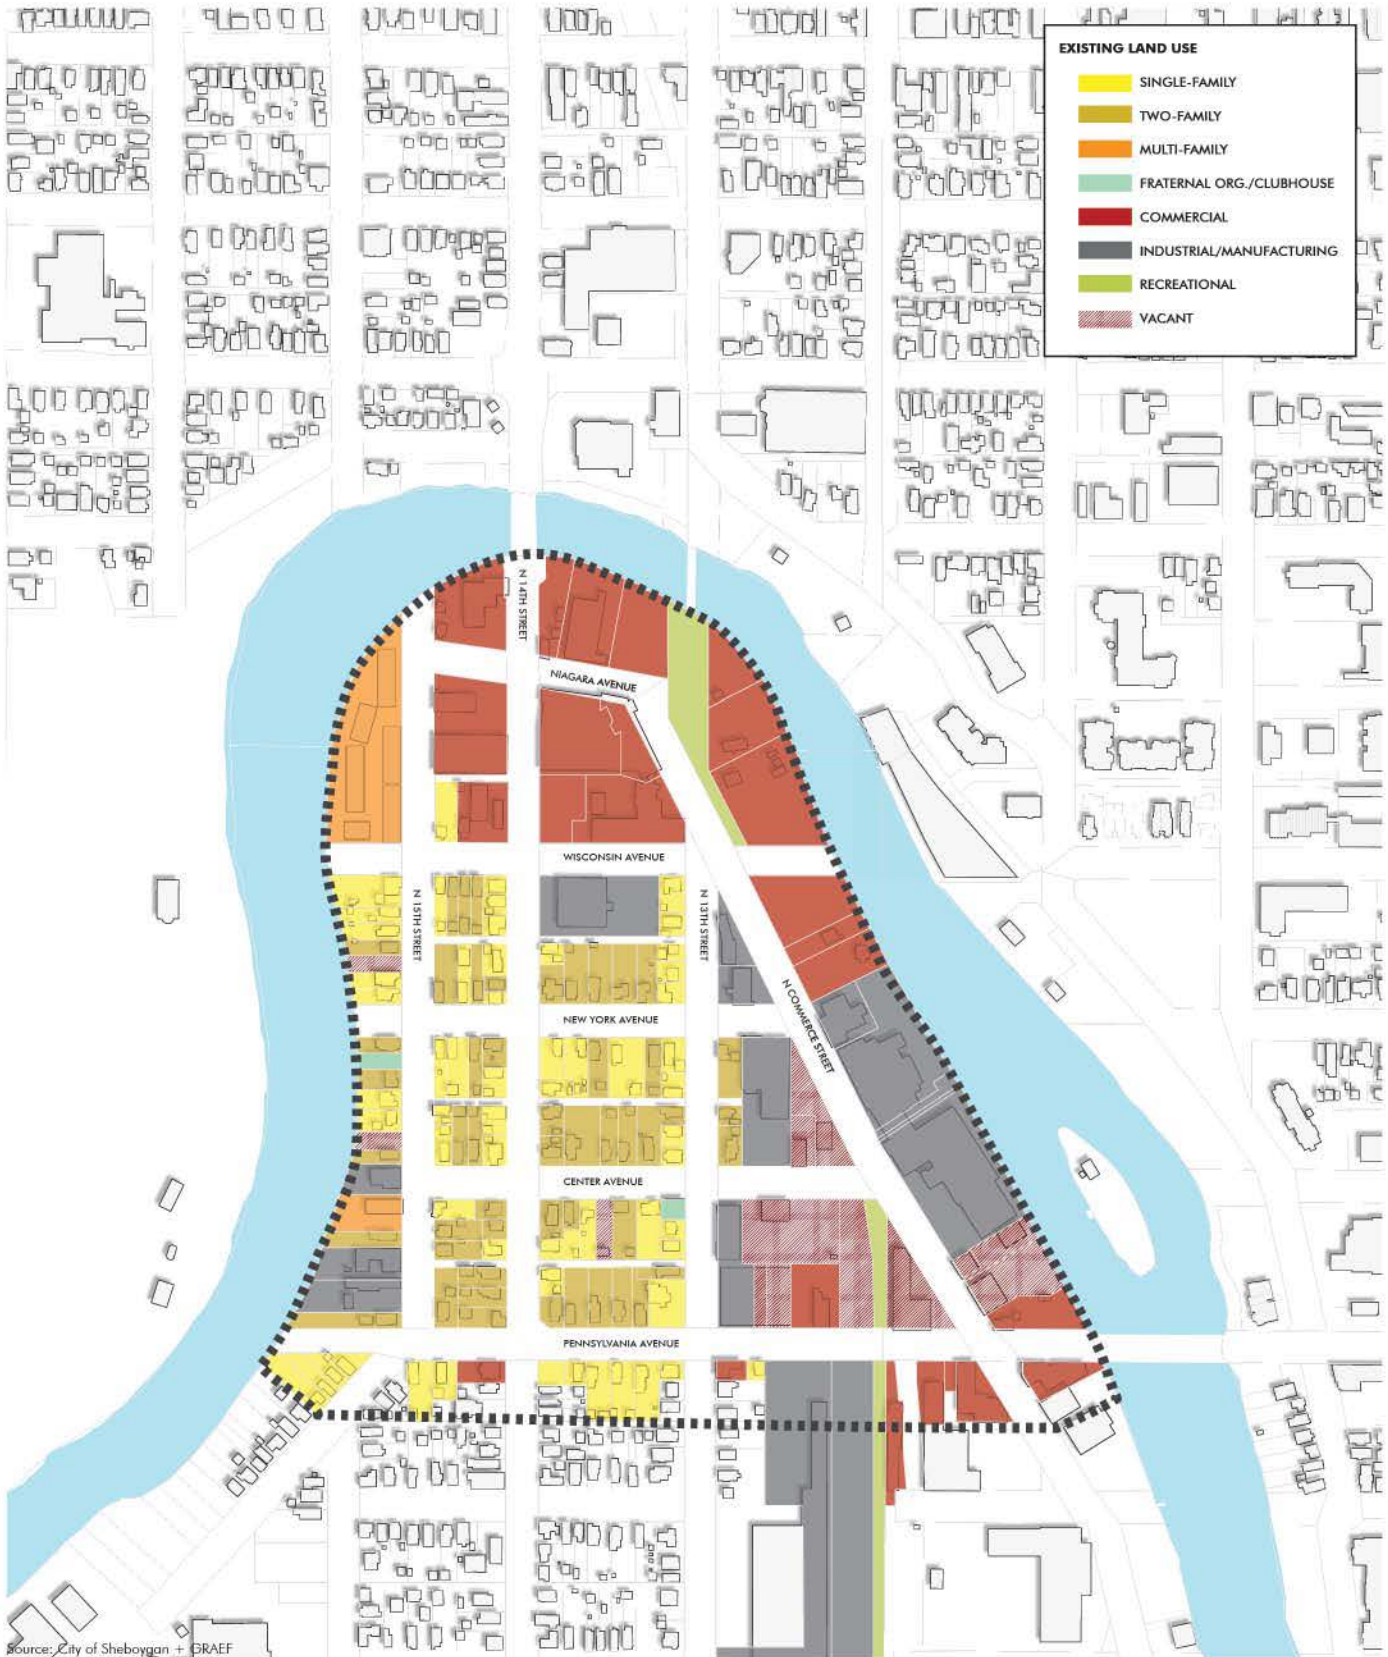 EXISTING LAND USE
SINGLE-FAMILY
TWO-FAMILY
MULTI-FAMILY
FRATERNAL ORG./CLUBHOUSE
COMMERCIAL
INDUSTRIAL/MANUFACTURING
RECREATIONAL
VACANT
N 14TH STREET
NIAGARA AVENUE
WISCONSIN AVENUE
N 15TH STREET
N 13TH STREET
N COMMERCE STREET
NEW YORK AVENUE
CENTER AVENUE
PENNSYLVANIA AVENUE
Source: City of Sheboygan + GRAEF